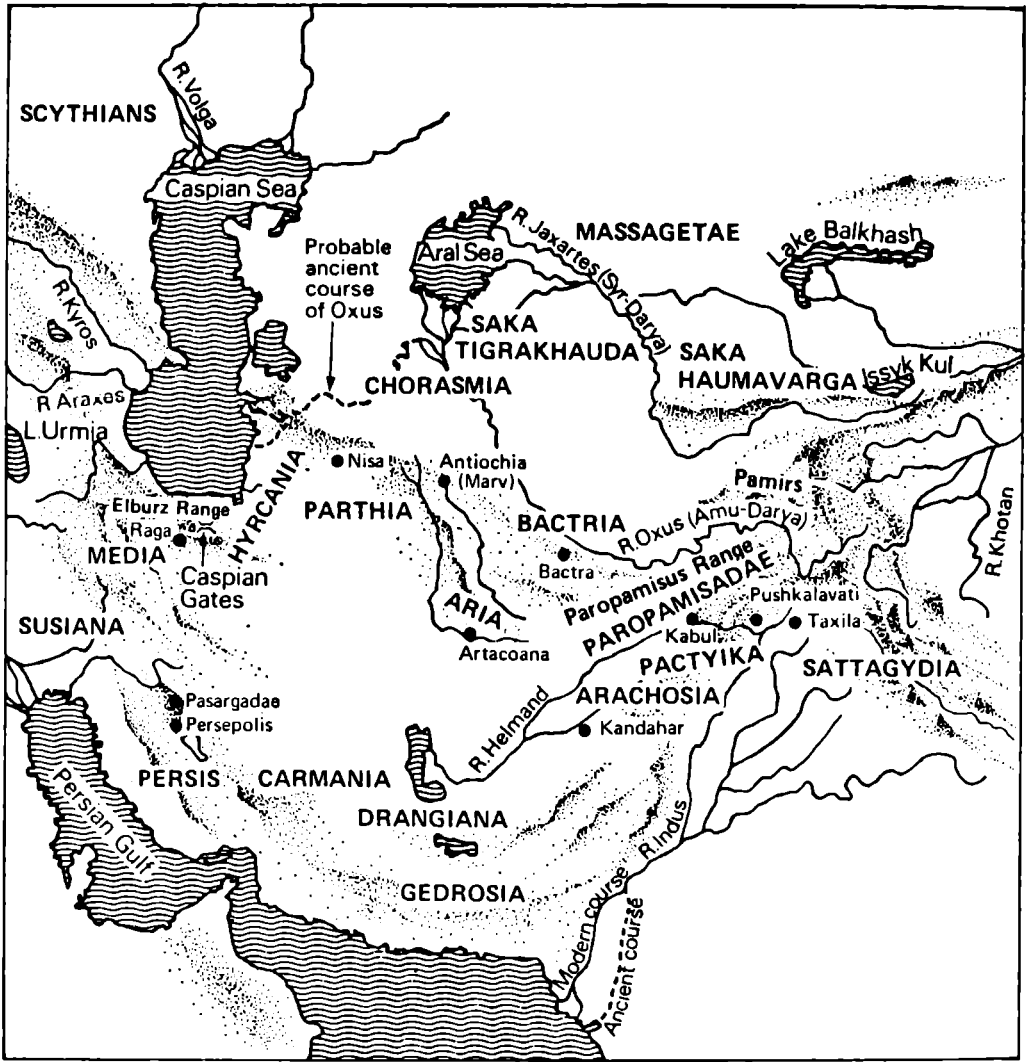 R. Volga
SCYTHIANS
Caspian Sea
Probable
ancient
course
of Oxus
Aral Sea
R. Jaxartes (Syr-Darya)
MASSAGETAE
Lake Balkhash
R. Kyros
SAKA
TIGRAKHAUDA
SAKA
HAUMAVARGA
Issyk Kul
CHORASMIA
R Araxes
L. Urmia
HYRCANIA
Nisa
Antiochia
(Marv)
PARTHIA
Pamirs
BACTRIA
R. Oxus (Amu-Darya)
R. Khotan
Elburz Range
Raga
MEDIA
Caspian
Gates
Bactra
Paropamisus Range
PAROPAMISADAE
Pushkalavati
ARIA
Artacoana
Kabul
Taxila
SUSIANA
PACTYIKA
SATTAGYDIA
ARACHOSIA
Pasargadae
Persepolis
R. Helmand
Kandahar
PERSIS
CARMANIA
DRANGIANA
Persian Gulf
R. Indus
GEDROSIA
Modern course
Ancient course